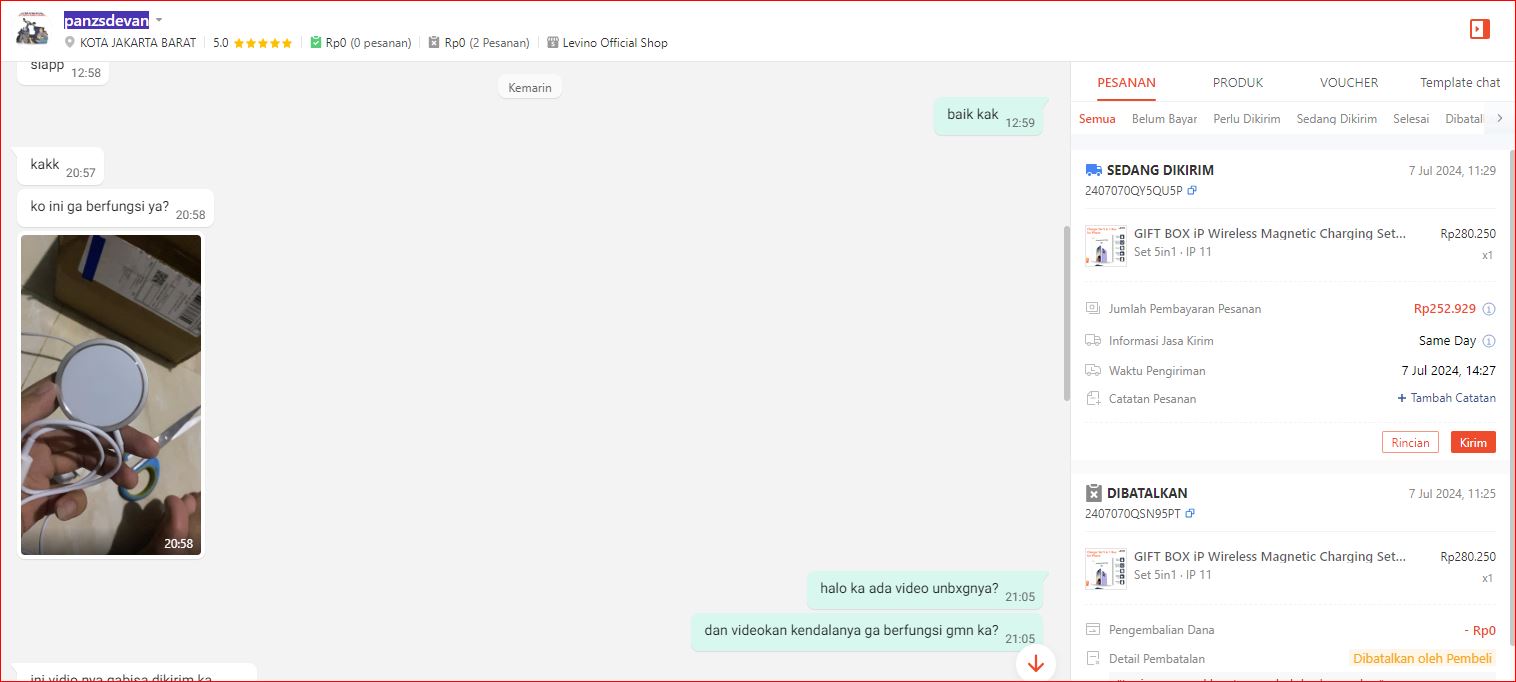 panzsdevan
KOTA JAKARTA BARAT 5.0 Rp0 (0 pesanan) Rp0 (2 Pesanan) Levino Official Shop
siapp 12:58
Kemarin
baik kak 12:59
kakk 20:57
ko ini ga berfungsi ya? 20:58
20:58
halo ka ada video unbxgnya? 21:05
dan videokan kendalanya ga berfungsi gmn ka? 21:05
ini vidio nya gabisa dikirim ka
PESANAN PRODUK VOUCHER Template chat
Semua Belum Bayar Perlu Dikirim Sedang Dikirim Selesai Dibatal
SEDANG DIKIRIM 7 Jul 2024, 11:29
2407070QY5QU5P
GIFT BOX iP Wireless Magnetic Charging Set... Rp280.250
Set 5in1 · IP 11 x1
Jumlah Pembayaran Pesanan Rp252.929
Informasi Jasa Kirim Same Day
Waktu Pengiriman 7 Jul 2024, 14:27
Catatan Pesanan + Tambah Catatan
Rincian Kirim
DIBATALKAN 7 Jul 2024, 11:25
2407070QSN95PT
GIFT BOX iP Wireless Magnetic Charging Set... Rp280.250
Set 5in1 · IP 11 x1
Pengembalian Dana - Rp0
Detail Pembatalan Dibatalkan oleh Pembeli